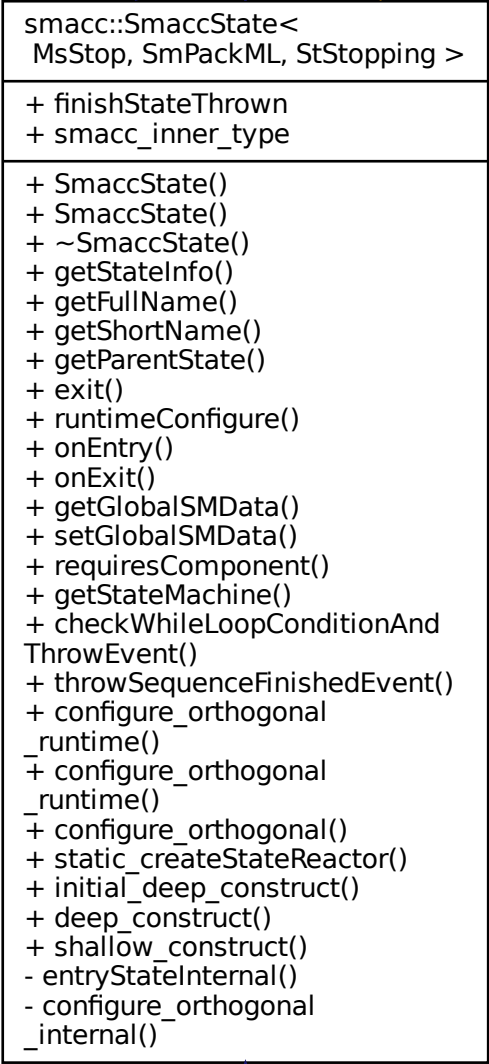 smacc::SmaccState<
 MsStop, SmPackML, StStopping >
+ finishStateThrown
+ smacc_inner_type
+ SmaccState()
+ SmaccState()
+ ~SmaccState()
+ getStateInfo()
+ getFullName()
+ getShortName()
+ getParentState()
+ exit()
+ runtimeConfigure()
+ onEntry()
+ onExit()
+ getGlobalSMData()
+ setGlobalSMData()
+ requiresComponent()
+ getStateMachine()
+ checkWhileLoopConditionAnd
ThrowEvent()
+ throwSequenceFinishedEvent()
+ configure_orthogonal
_runtime()
+ configure_orthogonal
_runtime()
+ configure_orthogonal()
+ static_createStateReactor()
+ initial_deep_construct()
+ deep_construct()
+ shallow_construct()
- entryStateInternal()
- configure_orthogonal
_internal()